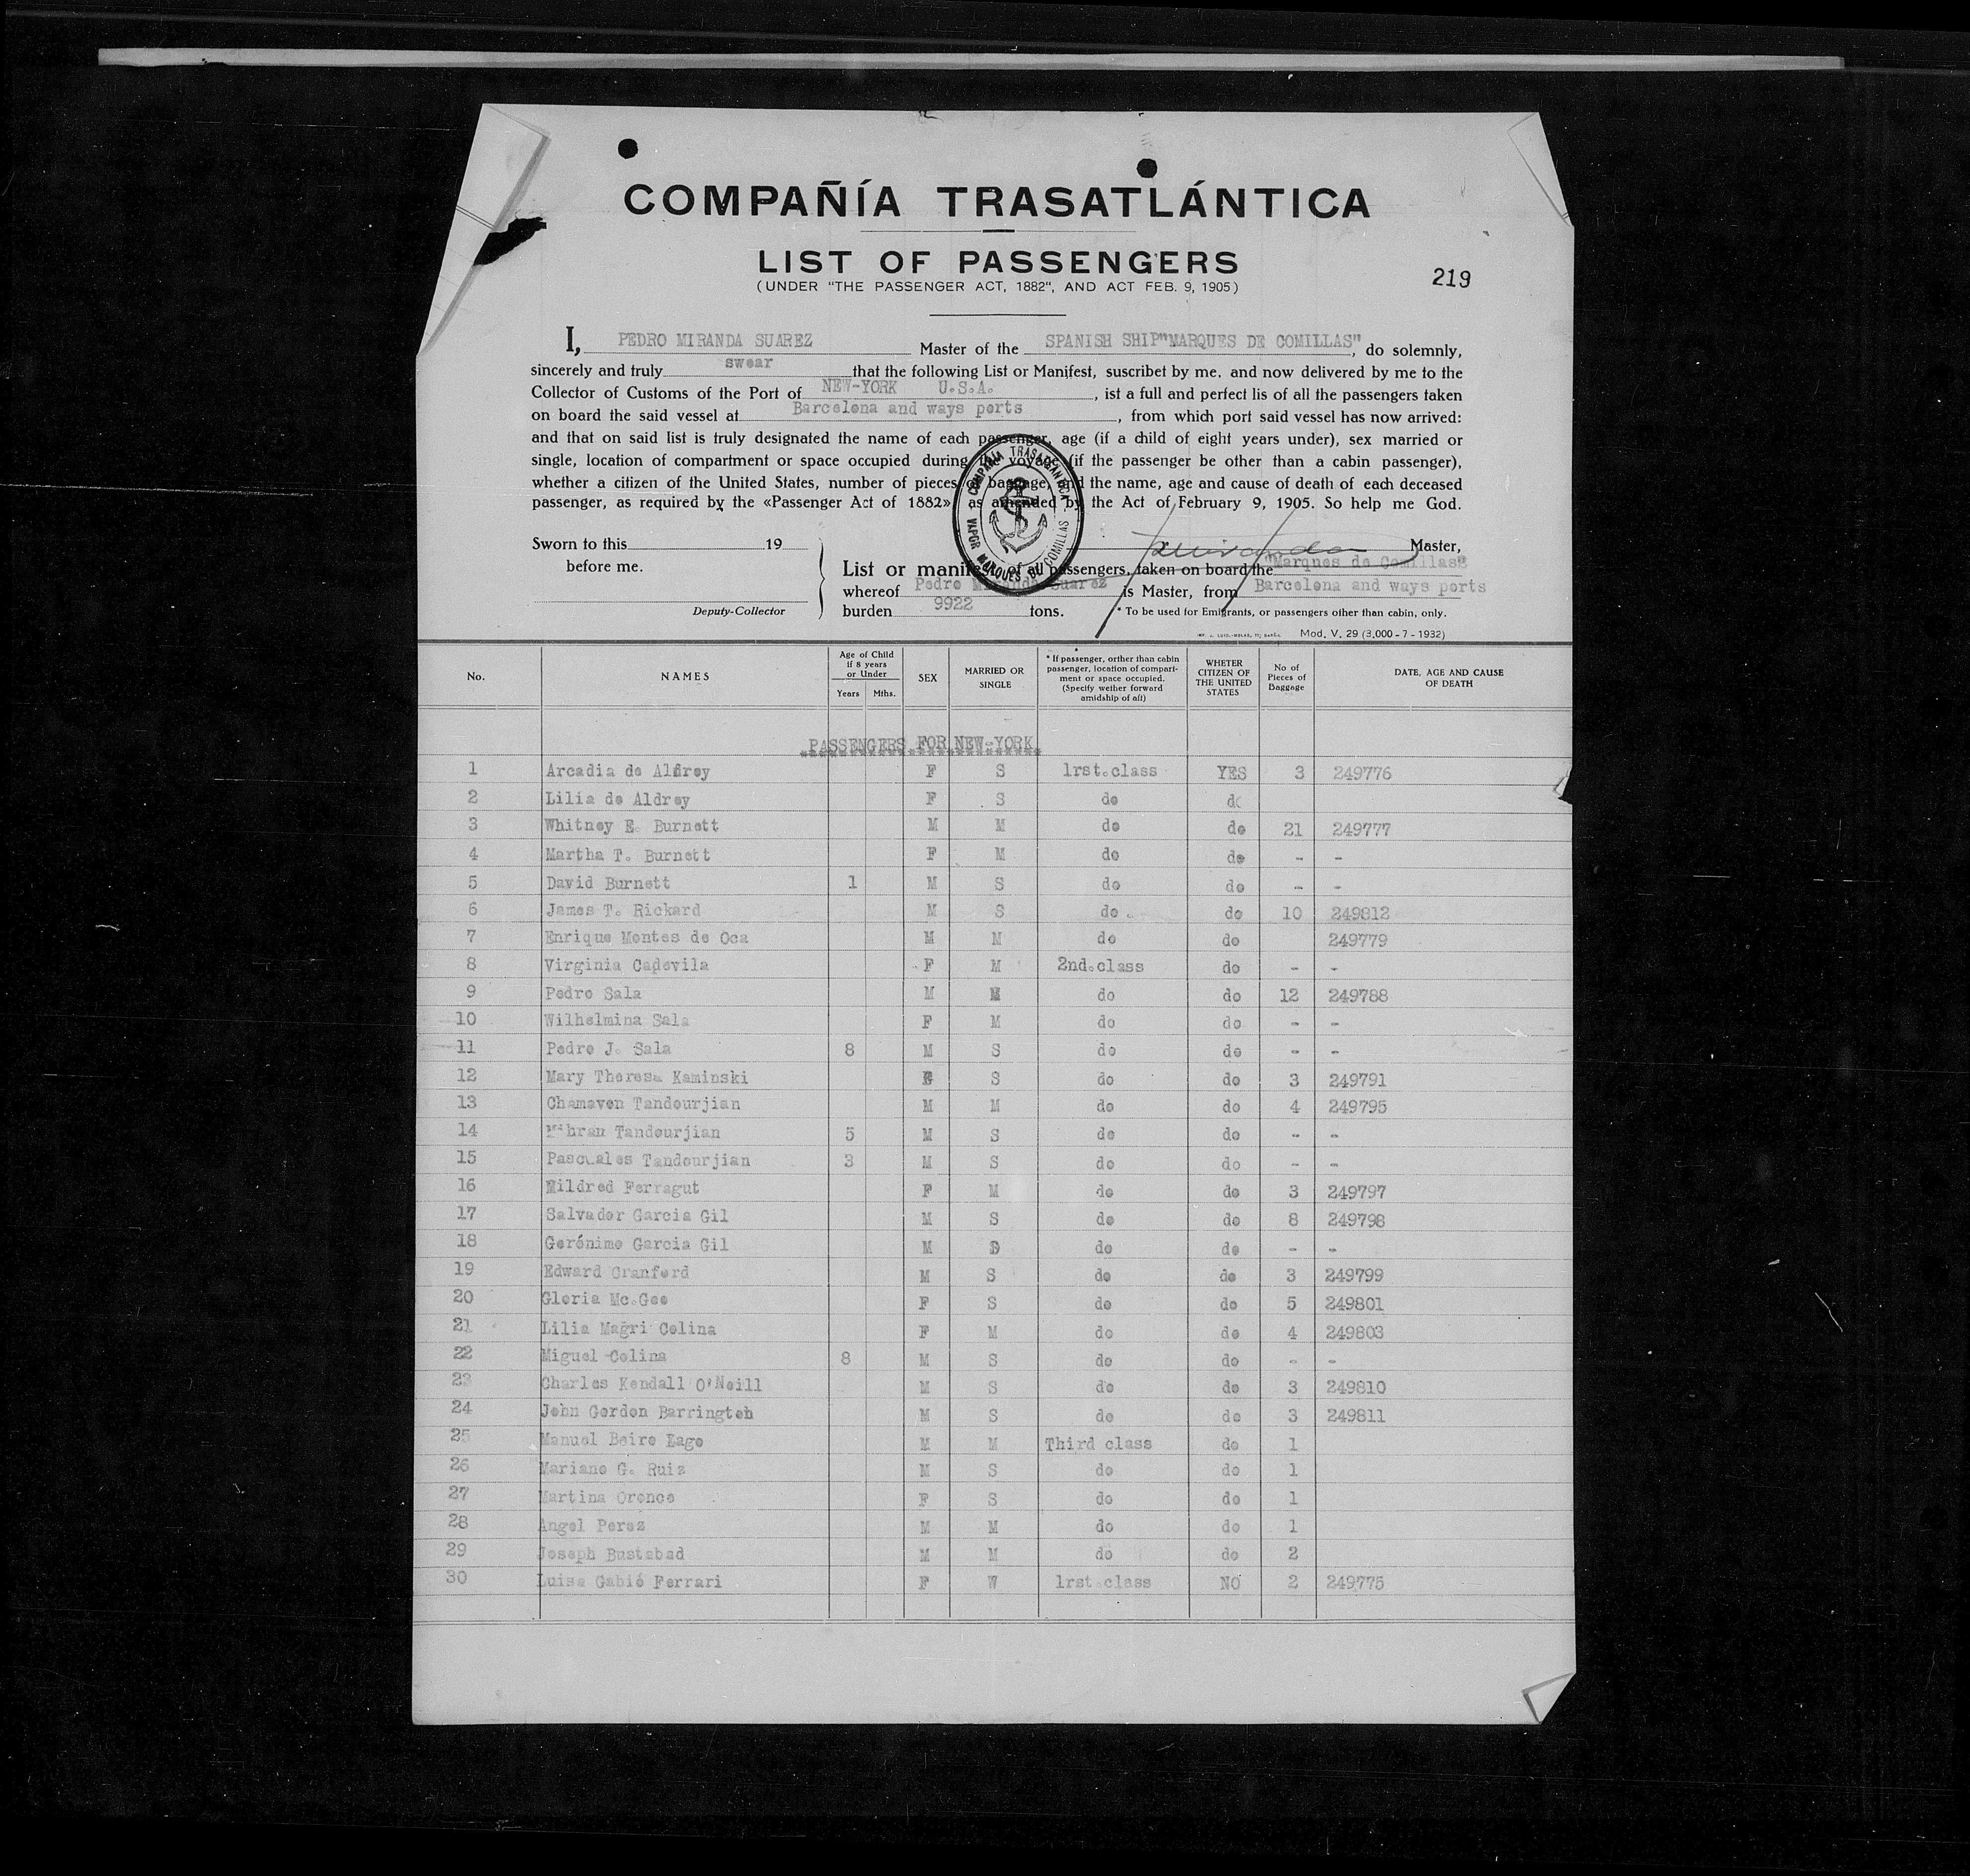 COMPAÑÍA TRASATLÁNTICA
LIST OF PASSENGERS
(UNDER "THE PASSENGER ACT, 1882", AND ACT FEB. 9, 1905)
219
I, PEDRO MIRANDA SUAREZ Master of the SPANISH SHIP"MARQUES DE COMILLAS", do solemnly,
sincerely and truly swear that the following List or Manifest, suscribet by me, and now delivered by me to the
Collector of Customs of the Port of NEW-YORK U.S.A., ist a full and perfect lis of all the passengers taken
on board the said vessel at Barcelona and ways ports, from which port said vessel has now arrived:
and that on said list is truly designated the name of each passenger, age (if a child of eight years under), sex married or
single, location of compartment or space occupied during the voyage (if the passenger be other than a cabin passenger),
whether a citizen of the United States, number of pieces of baggage, and the name, age and cause of death of each deceased
passenger, as required by the «Passenger Act of 1882» as amended by the Act of February 9, 1905. So help me God.
COMPAÑIA TRASATLANTICA
VAPOR MARQUES DE COMILLAS
Sworn to this 19
before me.
Deputy-Collector
Master,
List or manifest of all passengers, taken on board the "Marques de Comillas
whereof Pedro Miranda Suarez is Master, from Barcelona and ways ports
burden 9922 tons. * To be used for Emigrants, or passengers other than cabin, only.
Mod. V. 29 (3,000-7-1932)
No. NAMES Age of Child if 8 years or Under Years Mths. SEX MARRIED OR SINGLE * If passenger, orther than cabin passenger, location of compartment or space occupied. (Specify wether forward amidship of aft) WHETER CITIZEN OF THE UNITED STATES No of Pieces of Baggage DATE, AGE AND CAUSE OF DEATH
PASSENGERS FOR NEW-YORK
1 Arcadia de Aldrey F S 1rst.class YES 3 249776
2 Lilia de Aldrey F S do do
3 Whitney E. Burnett M M do do 21 249777
4 Martha T. Burnett F M do do - -
5 David Burnett 1 M S do do - -
6 James T. Rickard M S do do 10 249812
7 Enrique Montes de Oca M M do do 249779
8 Virginia Cadevila F M 2nd.class do - -
9 Pedro Sala M M do do 12 249788
10 Wilhelmina Sala F M do do - -
11 Pedro J. Sala 8 M S do do - -
12 Mary Theresa Kaminski S do do 3 249791
13 Chamaven Tandourjian M M do do 4 249795
14 Mihran Tandourjian 5 M S do do - -
15 Pascuales Tandourjian 3 M S do do - -
16 Mildred Ferragut F M do do 3 249797
17 Salvador Garcia Gil M S do do 8 249798
18 Gerónimo Garcia Gil M S do do - -
19 Edward Cranford M S do do 3 249799
20 Gloria Mc.Gee F S do do 5 249801
21 Lilia Magri Colina F M do do 4 249803
22 Miguel Colina 8 M S do do - -
23 Charles Kendall O'Neill M S do do 3 249810
24 John Gordon Barrington M S do do 3 249811
25 Manuel Beiro M M Third class do 1
26 Mariano G. Ruiz M S do do 1
27 Martina Oronoo F S do do 1
28 Angel Perez M M do do 1
29 Joseph Bustabad M M do do 2
30 Luisa Gabió Ferrari F W 1rst.class NO 2 249775